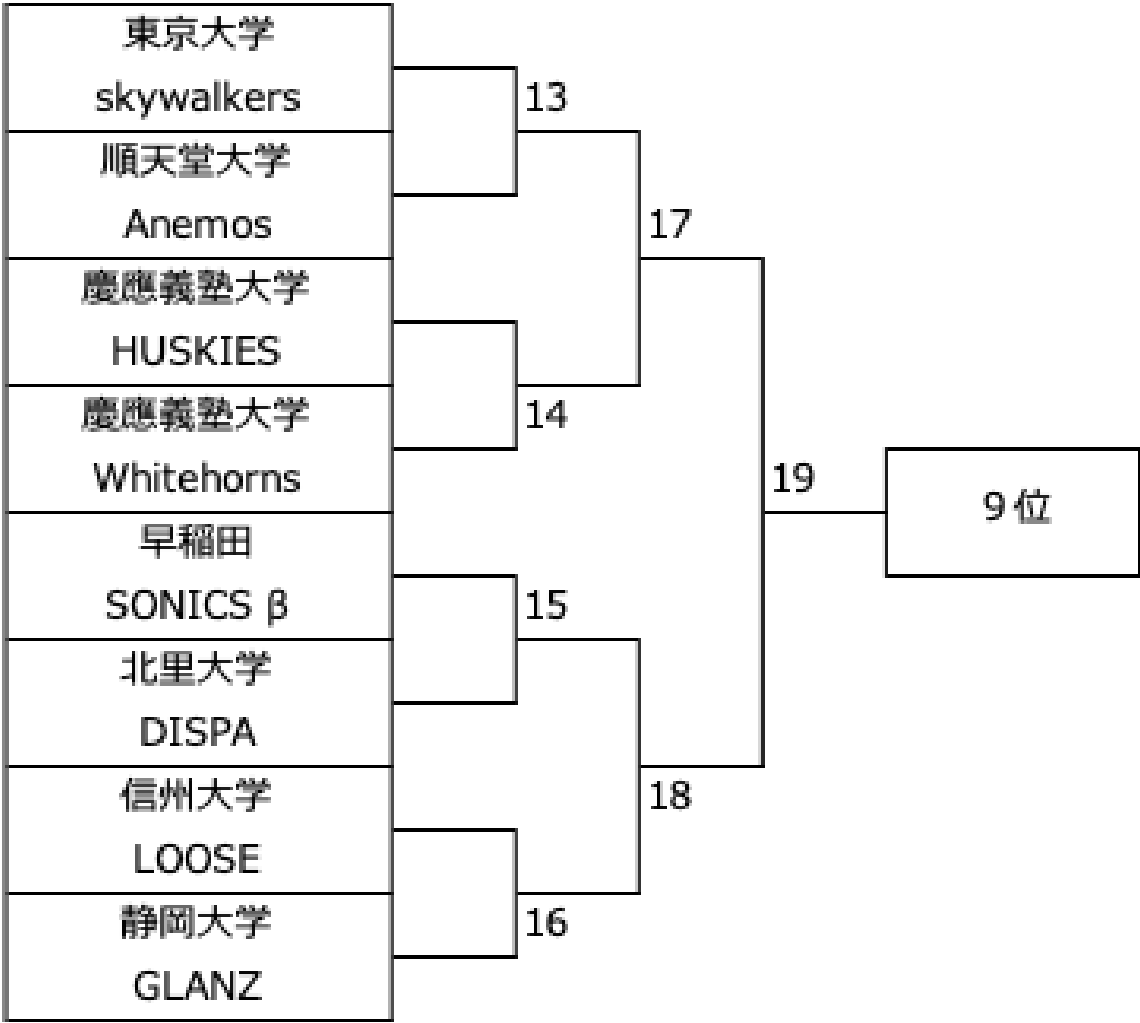 東京大学
skywalkers
13
順天堂大学
Anemos
17
慶應義塾大学
HUSKIES
14
慶應義塾大学
Whitehorns
19
9位
早稲田
SONICS β
15
北里大学
DISPA
18
信州大学
LOOSE
16
静岡大学
GLANZ